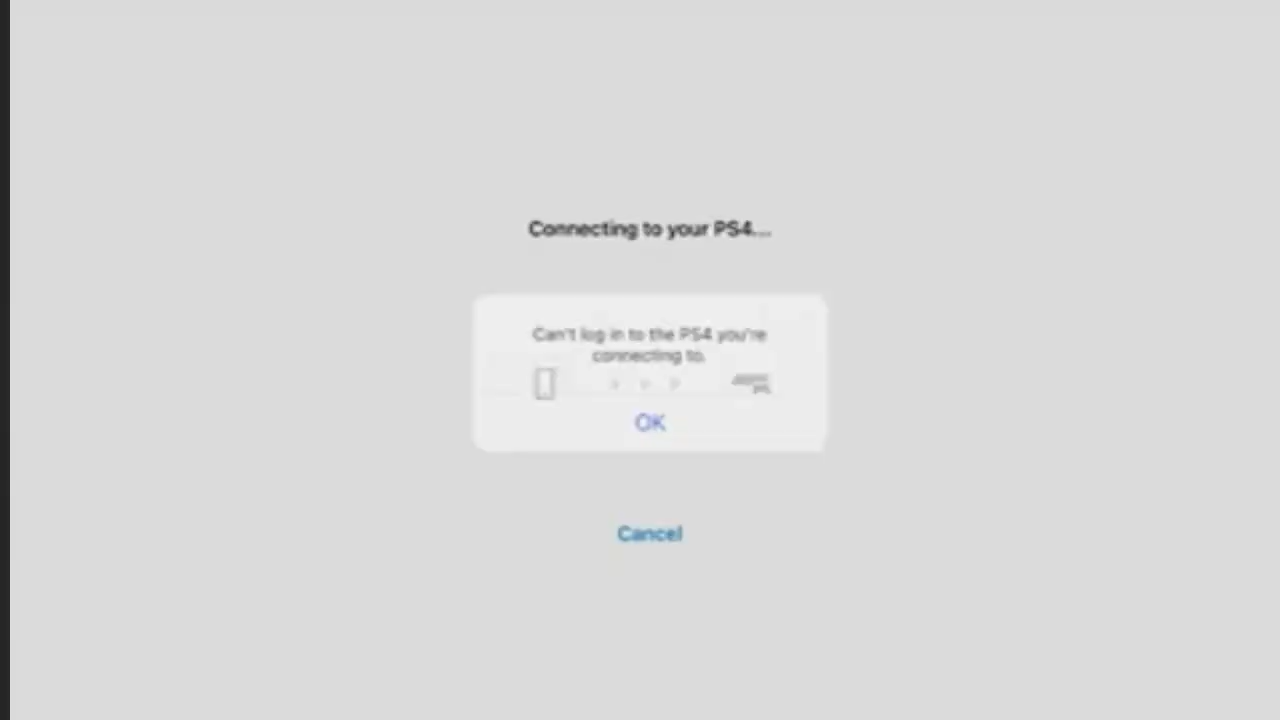 Connecting to your PS4...
Can't log in to the PS4 you're
connecting to.
OK
Cancel